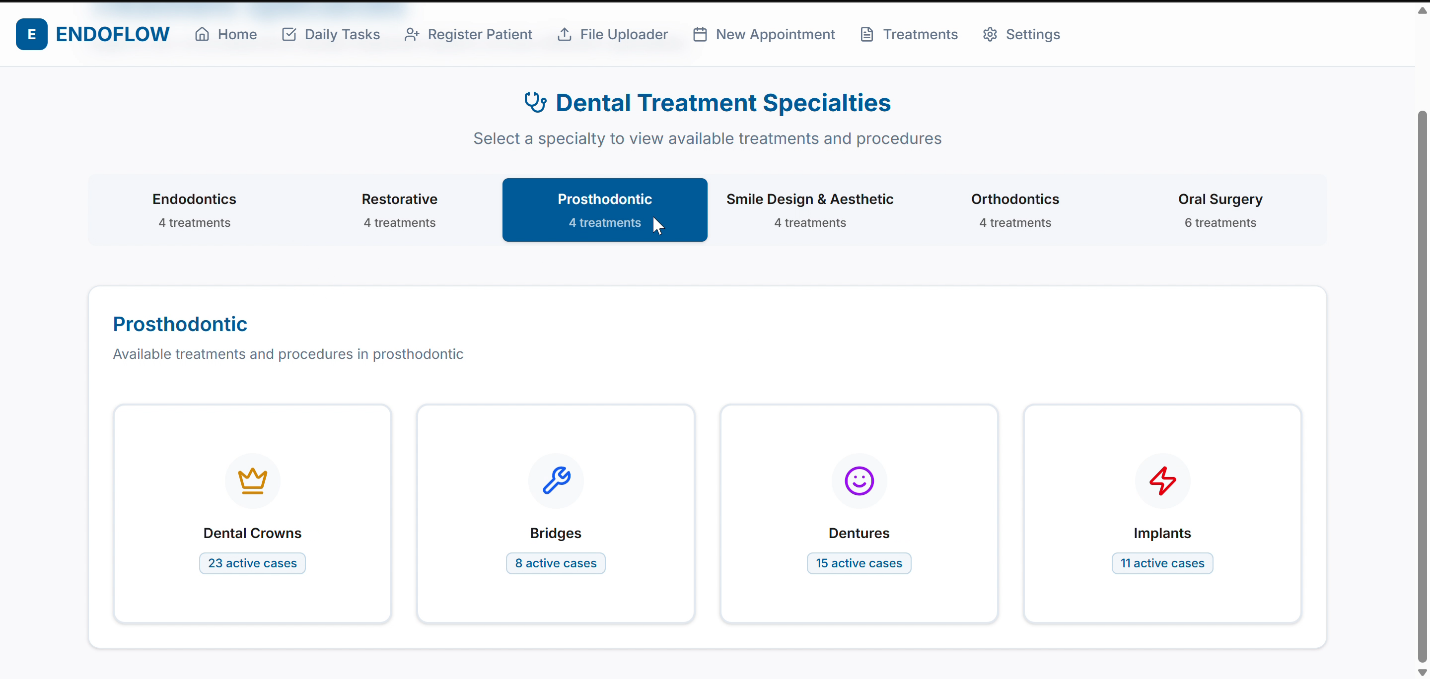 E ENDOFLOW Home Daily Tasks Register Patient File Uploader New Appointment Treatments Settings
Dental Treatment Specialties
Select a specialty to view available treatments and procedures
Endodontics Restorative Prosthodontic Smile Design & Aesthetic Orthodontics Oral Surgery
4 treatments 4 treatments 4 treatments 4 treatments 4 treatments 6 treatments
Prosthodontic
Available treatments and procedures in prosthodontic
Dental Crowns Bridges Dentures Implants
23 active cases 8 active cases 15 active cases 11 active cases